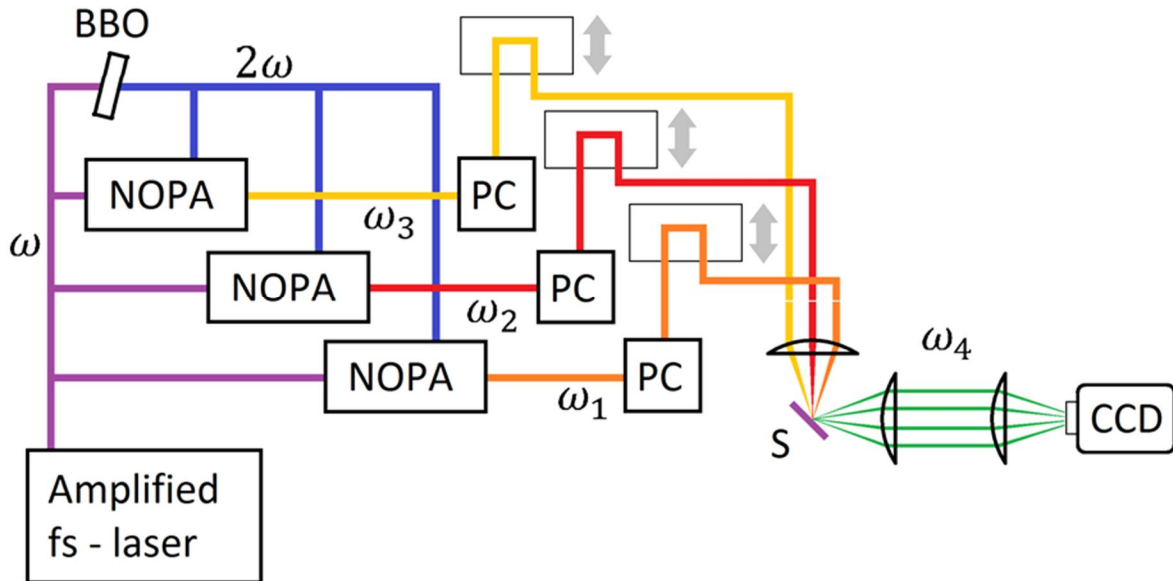 BBO
2ω
NOPA
ω₃
PC
ω
NOPA
ω₂
PC
NOPA
ω₁
PC
ω₄
S
CCD
Amplified
fs - laser